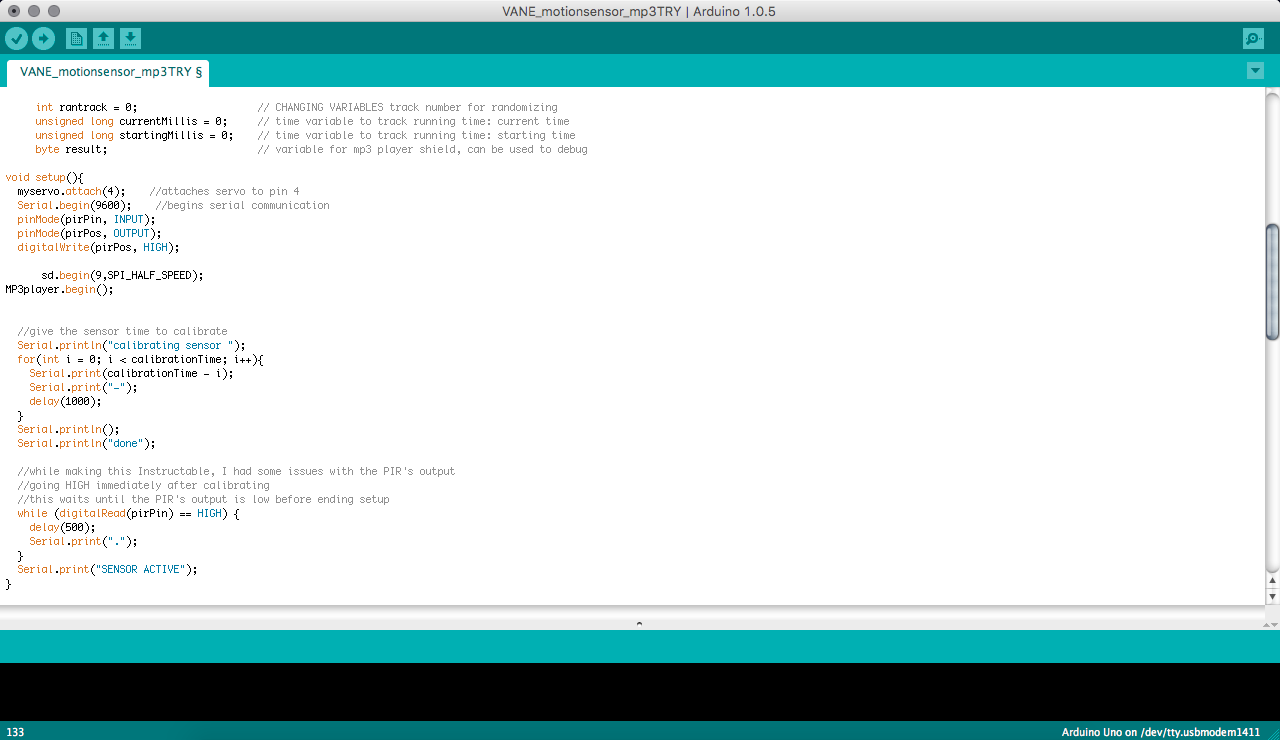 VANE_motionsensor_mp3TRY | Arduino 1.0.5
VANE_motionsensor_mp3TRY §
int rantrack = 0; // CHANGING VARIABLES track number for randomizing
unsigned long currentMillis = 0; // time variable to track running time: current time
unsigned long startingMillis = 0; // time variable to track running time: starting time
byte result; // variable for mp3 player shield, can be used to debug
void setup(){
myservo.attach(4); //attaches servo to pin 4
Serial.begin(9600); //begins serial communication
pinMode(pirPin, INPUT);
pinMode(pirPos, OUTPUT);
digitalWrite(pirPos, HIGH);
sd.begin(9,SPI_HALF_SPEED);
MP3player.begin();
//give the sensor time to calibrate
Serial.println("calibrating sensor ");
for(int i = 0; i < calibrationTime; i++){
Serial.print(calibrationTime - i);
Serial.print("-");
delay(1000);
}
Serial.println();
Serial.println("done");
//while making this Instructable, I had some issues with the PIR's output
//going HIGH immediately after calibrating
//this waits until the PIR's output is low before ending setup
while (digitalRead(pirPin) == HIGH) {
delay(500);
Serial.print(".");
}
Serial.print("SENSOR ACTIVE");
}
133
Arduino Uno on /dev/tty.usbmodem1411